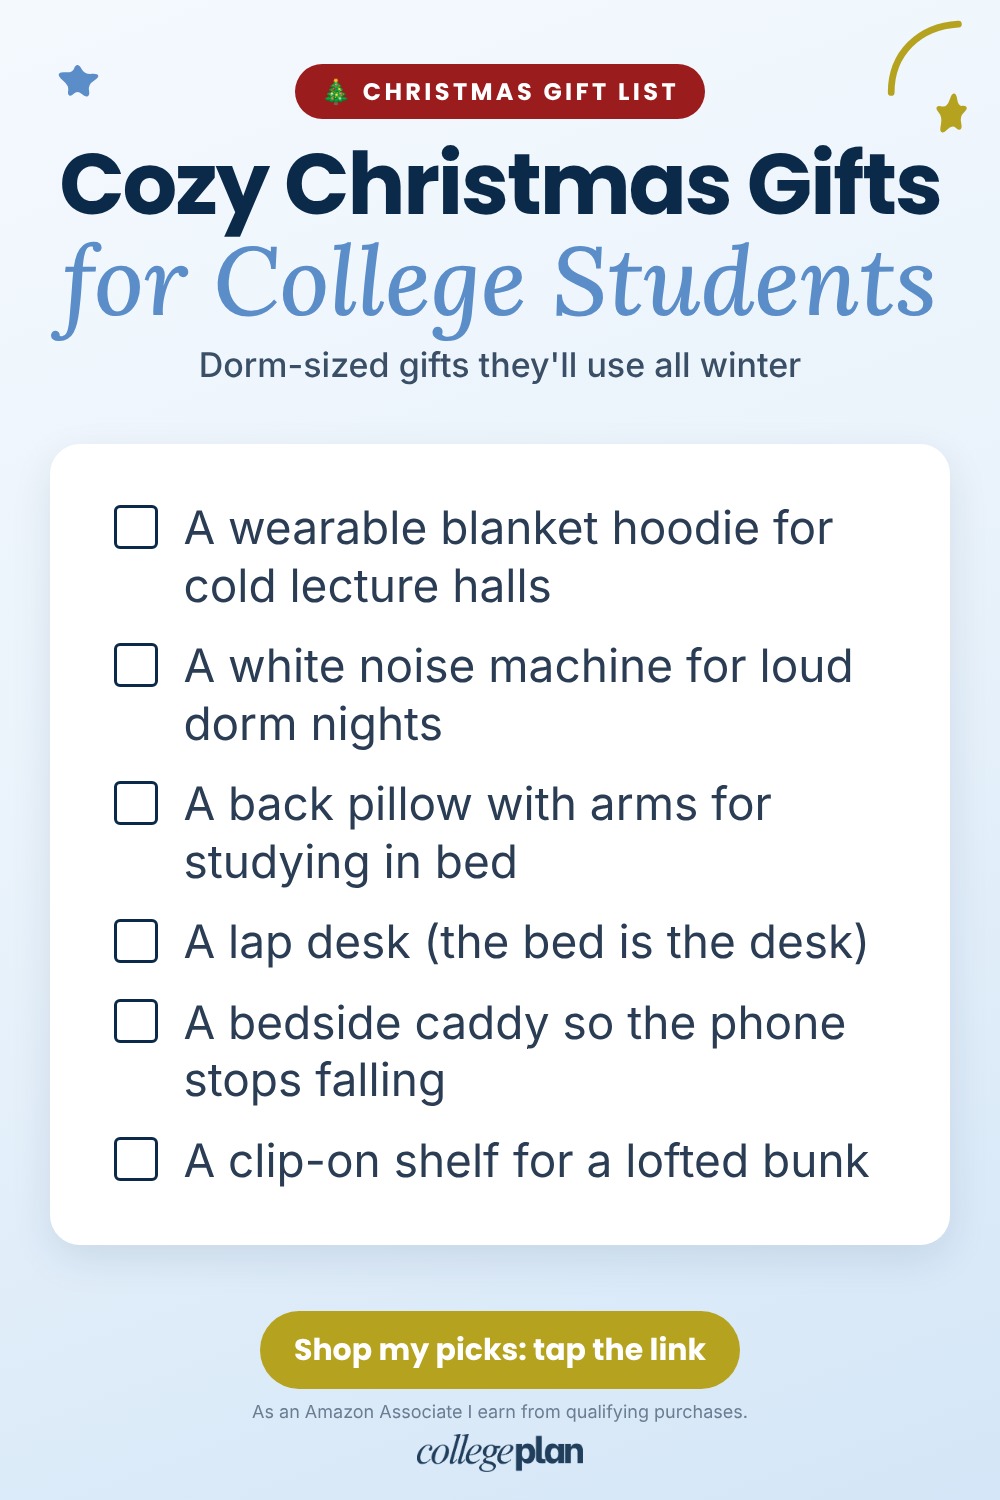 🎄 CHRISTMAS GIFT LIST
Cozy Christmas Gifts
for College Students
Dorm-sized gifts they'll use all winter
A wearable blanket hoodie for
cold lecture halls
A white noise machine for loud
dorm nights
A back pillow with arms for
studying in bed
A lap desk (the bed is the desk)
A bedside caddy so the phone
stops falling
A clip-on shelf for a lofted bunk
Shop my picks: tap the link
As an Amazon Associate I earn from qualifying purchases.
collegeplan